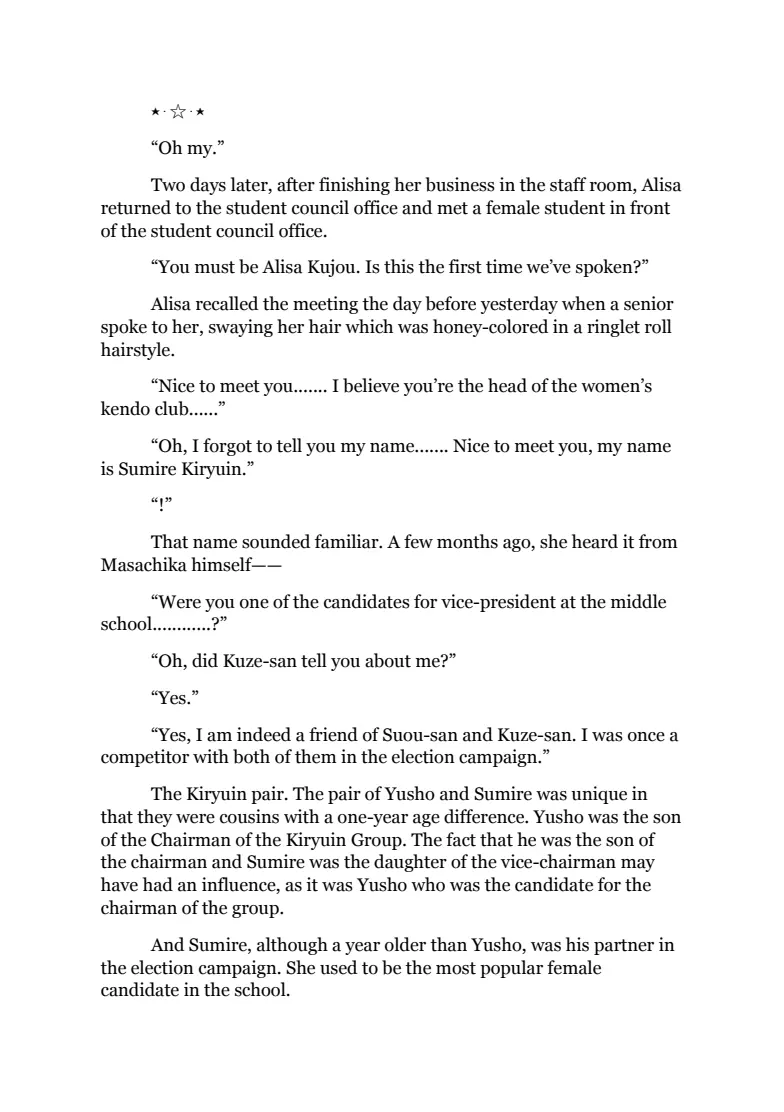 ★·☆·★
“Oh my.”
Two days later, after finishing her business in the staff room, Alisa
returned to the student council office and met a female student in front
of the student council office.
“You must be Alisa Kujou. Is this the first time we’ve spoken?”
Alisa recalled the meeting the day before yesterday when a senior
spoke to her, swaying her hair which was honey-colored in a ringlet roll
hairstyle.
“Nice to meet you....... I believe you’re the head of the women’s
kendo club......”
“Oh, I forgot to tell you my name....... Nice to meet you, my name
is Sumire Kiryuin.”
“!”
That name sounded familiar. A few months ago, she heard it from
Masachika himself——
“Were you one of the candidates for vice-president at the middle
school............?”
“Oh, did Kuze-san tell you about me?”
“Yes.”
“Yes, I am indeed a friend of Suou-san and Kuze-san. I was once a
competitor with both of them in the election campaign.”
The Kiryuin pair. The pair of Yusho and Sumire was unique in
that they were cousins with a one-year age difference. Yusho was the son
of the Chairman of the Kiryuin Group. The fact that he was the son of
the chairman and Sumire was the daughter of the vice-chairman may
have had an influence, as it was Yusho who was the candidate for the
chairman of the group.
And Sumire, although a year older than Yusho, was his partner in
the election campaign. She used to be the most popular female
candidate in the school.